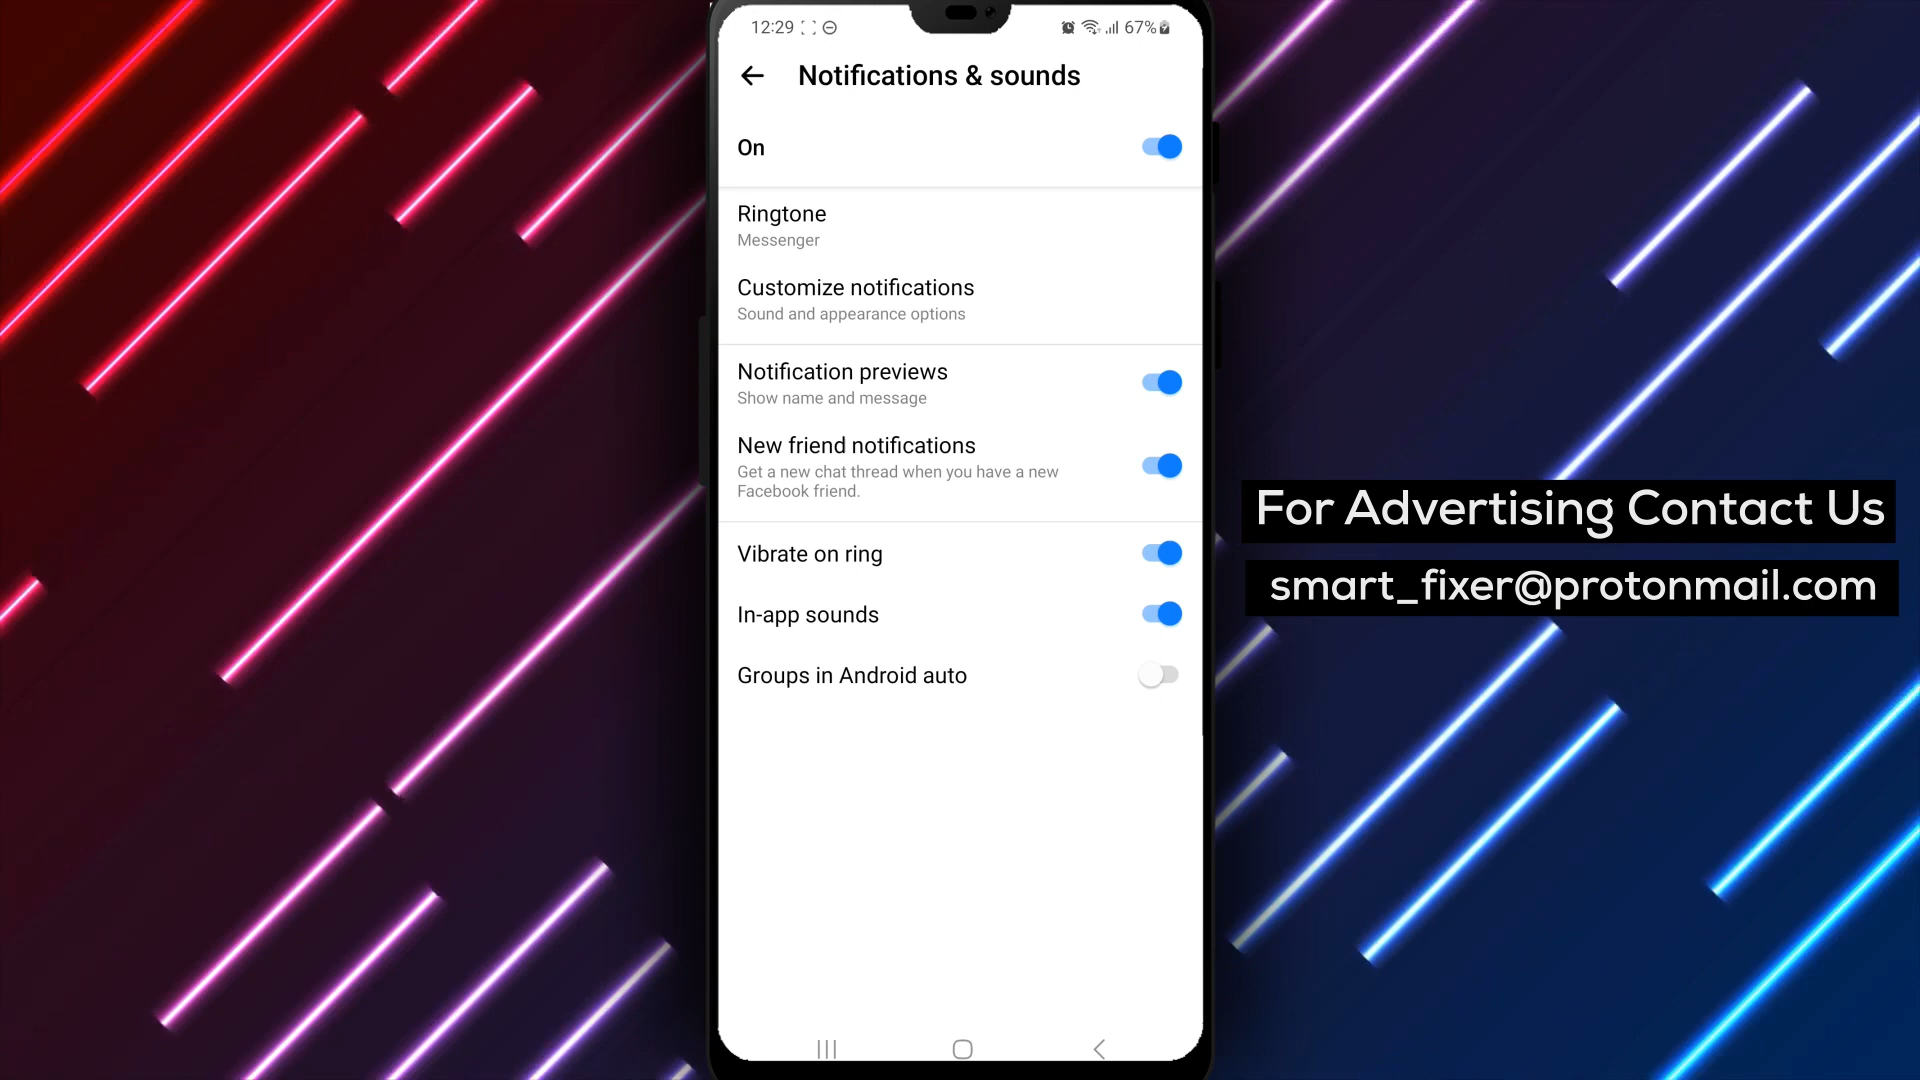 12:29
67%
Notifications & sounds
On
Ringtone
Messenger
Customize notifications
Sound and appearance options
Notification previews
Show name and message
New friend notifications
Get a new chat thread when you have a new
Facebook friend.
Vibrate on ring
In-app sounds
Groups in Android auto
For Advertising Contact Us
smart_fixer@protonmail.com